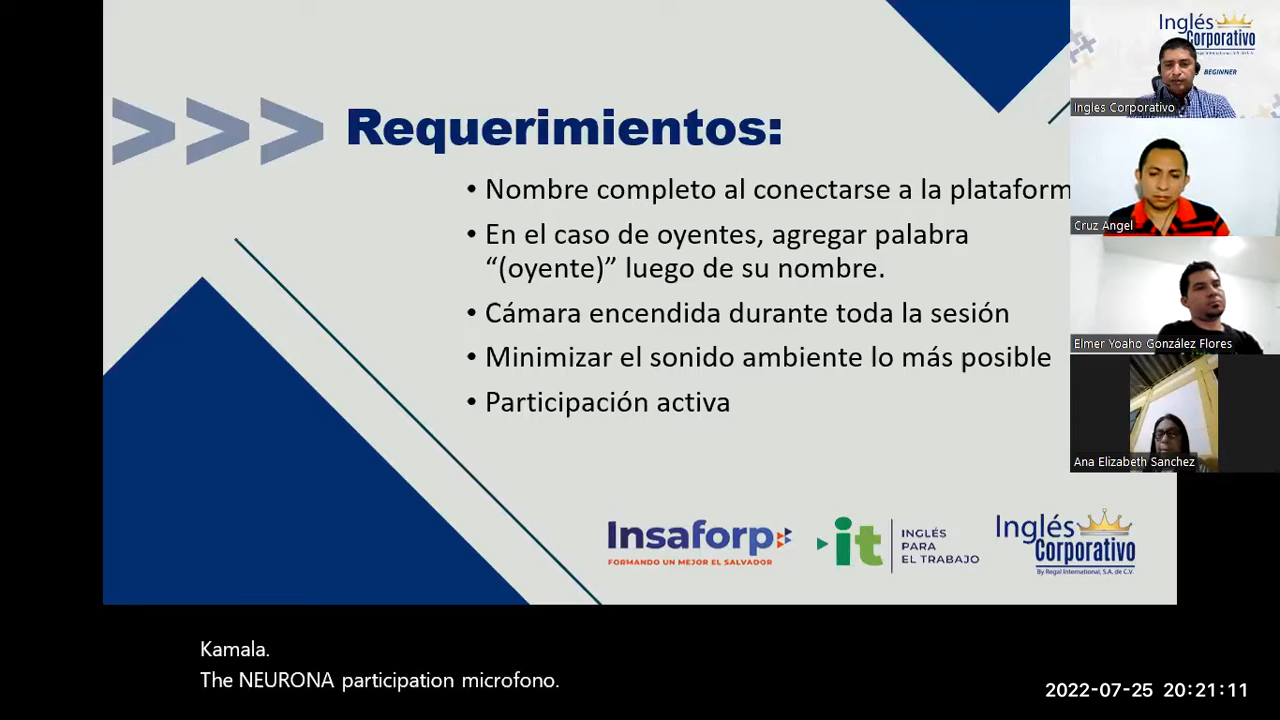 Requerimientos:
• Nombre completo al conectarse a la plataform
• En el caso de oyentes, agregar palabra
“(oyente)” luego de su nombre.
• Cámara encendida durante toda la sesión
• Minimizar el sonido ambiente lo más posible
• Participación activa
Insaforp
FORMANDO UN MEJOR EL SALVADOR
it
INGLÉS
PARA
EL TRABAJO
Inglés
Corporativo
By Regal International, S.A. de C.V.
Inglés
Corporativo
BEGINNER
Ingles Corporativo
Cruz Angel
Elmer Yoaho González Flores
Ana Elizabeth Sanchez
Kamala.
The NEURONA participation microfono.
2022-07-25 20:21:11